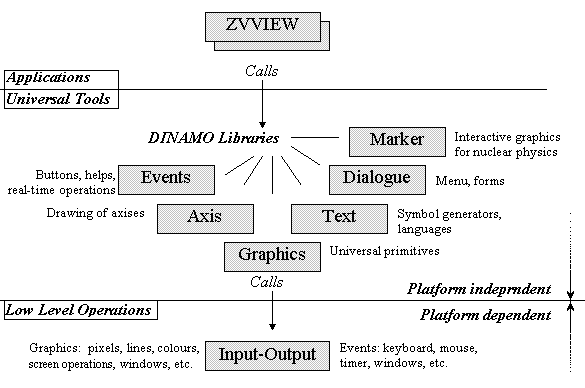 ZVVIEW
Calls
Applications
Universal Tools
DINAMO Libraries
Marker
Interactive graphics
for nuclear physics
Buttons, helps,
real-time operations
Events
Dialogue
Menu, forms
Drawing of axises
Axis
Text
Symbol generators,
languages
Graphics
Universal primitives
Calls
Platform indeprndent
Low Level Operations
Platform dependent
Graphics: pixels, lines, colours,
screen operations, windows, etc.
Input-Output
Events: keyboard, mouse,
timer, windows, etc.